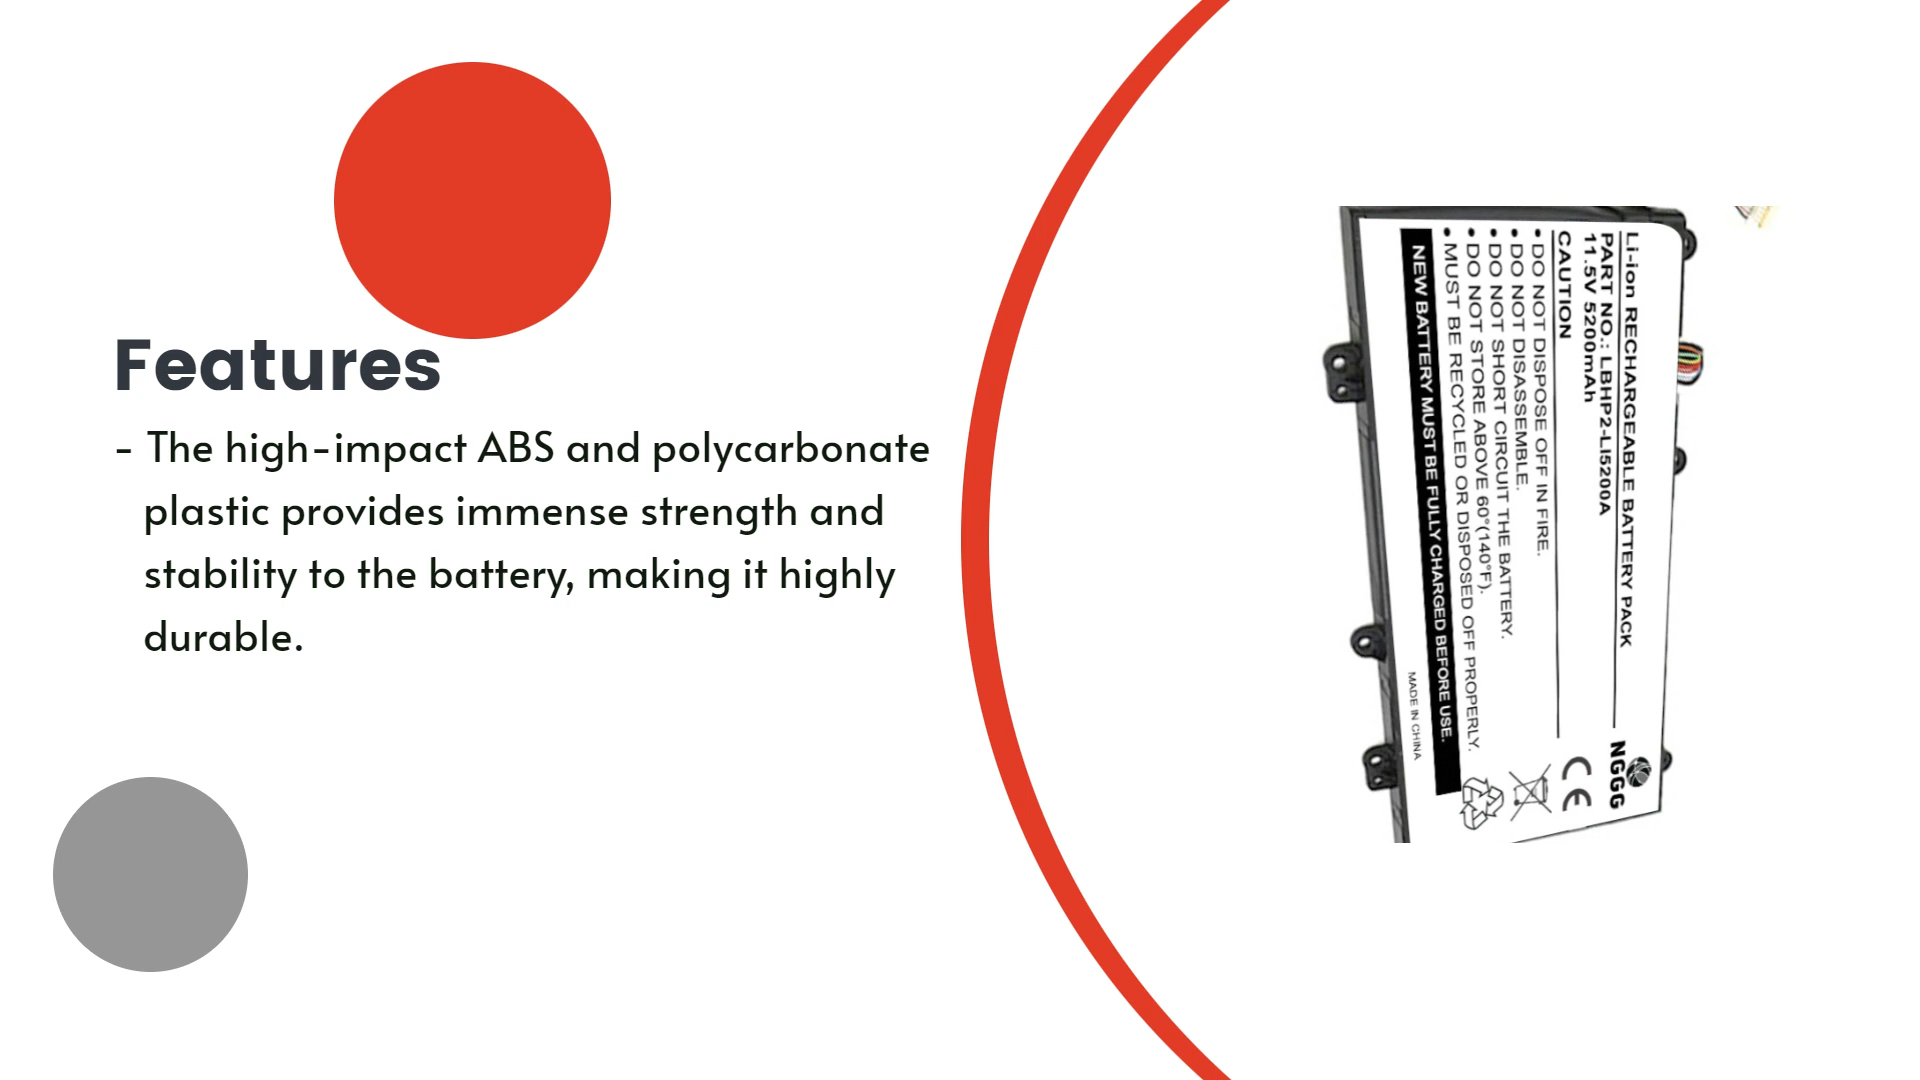 Features
- The high-impact ABS and polycarbonate
plastic provides immense strength and
stability to the battery, making it highly
durable.
Li-ion RECHARGEABLE BATTERY PACK
PART NO.: LBHP2-LI5200A
11.5V 5200mAh
CAUTION
• DO NOT DISPOSE OFF IN FIRE.
• DO NOT DISASSEMBLE.
• DO NOT SHORT CIRCUIT THE BATTERY.
• DO NOT STORE ABOVE 60°(140°F).
• MUST BE RECYCLED OR DISPOSED OFF PROPERLY.
NEW BATTERY MUST BE FULLY CHARGED BEFORE USE.
MADE IN CHINA
NGGG
CE